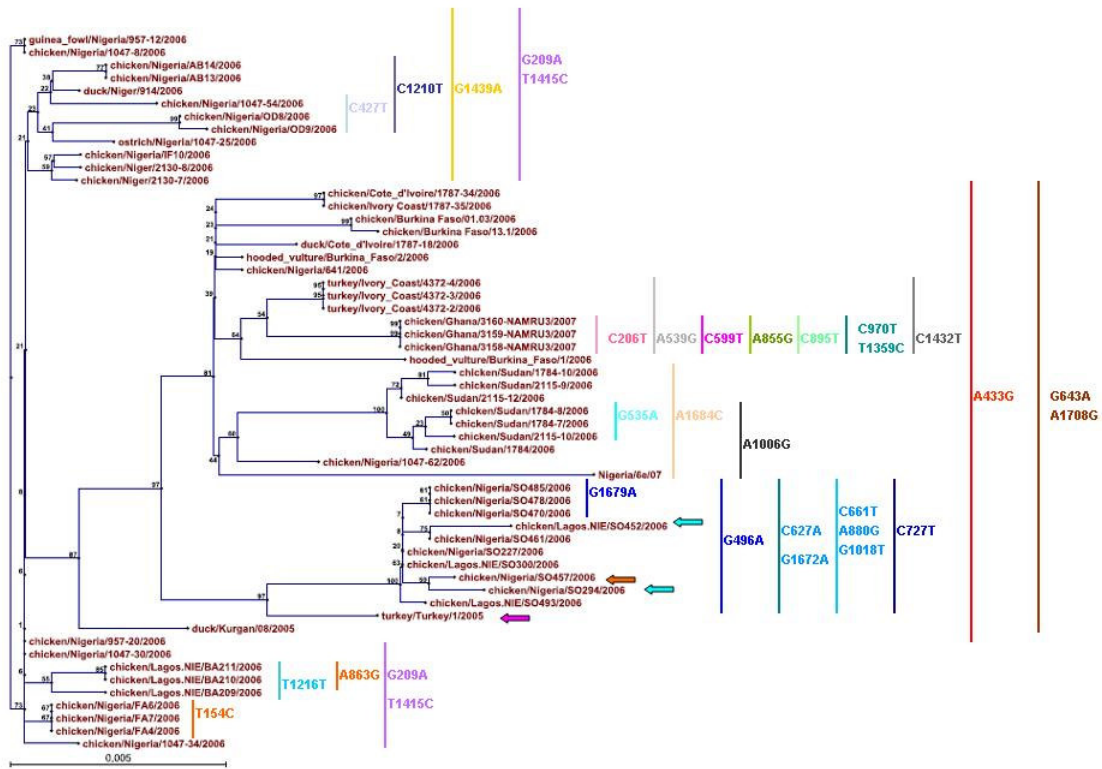 guinea_fowl/Nigeria/957-12/2006
chicken/Nigeria/1047-8/2006
chicken/Nigeria/AB14/2006
chicken/Nigeria/AB13/2006
duck/Niger/914/2006
chicken/Nigeria/1047-54/2006
chicken/Nigeria/OD8/2006
chicken/Nigeria/OD9/2006
ostrich/Nigeria/1047-25/2006
chicken/Nigeria/IF10/2006
chicken/Niger/2130-8/2006
chicken/Niger/2130-7/2006
C427T
C1210T
G1439A
G209A
T1415C
chicken/Cote_d'Ivoire/1787-34/2006
chicken/Ivory Coast/1787-35/2006
chicken/Burkina Faso/01.03/2006
chicken/Burkina Faso/13.1/2006
duck/Cote_d'Ivoire/1787-18/2006
hooded_vulture/Burkina_Faso/2/2006
chicken/Nigeria/641/2006
turkey/Ivory_Coast/4372-4/2006
turkey/Ivory_Coast/4372-3/2006
turkey/Ivory_Coast/4372-2/2006
chicken/Ghana/3160-NAMRU3/2007
chicken/Ghana/3159-NAMRU3/2007
chicken/Ghana/3158-NAMRU3/2007
hooded_vulture/Burkina_Faso/1/2006
C206T
A539G
C599T
A855G
C895T
C970T
T1359C
C1432T
chicken/Sudan/1784-10/2006
chicken/Sudan/2115-9/2006
chicken/Sudan/2115-12/2006
chicken/Sudan/1784-8/2006
chicken/Sudan/1784-7/2006
chicken/Sudan/2115-10/2006
chicken/Sudan/1784/2006
chicken/Nigeria/1047-62/2006
Nigeria/6e/07
G535A
A1684C
A1006G
A433G
G643A
A1708G
chicken/Nigeria/SO485/2006
chicken/Nigeria/SO478/2006
chicken/Nigeria/SO470/2006
chicken/Lagos.NIE/SO452/2006
chicken/Nigeria/SO461/2006
chicken/Nigeria/SO227/2006
chicken/Lagos.NIE/SO300/2006
chicken/Nigeria/SO457/2006
chicken/Nigeria/SO294/2006
chicken/Lagos.NIE/SO493/2006
turkey/Turkey/1/2005
duck/Kurgan/08/2005
G1679A
G496A
C627A
G1672A
C661T
A880G
G1018T
C727T
chicken/Nigeria/957-20/2006
chicken/Nigeria/1047-30/2006
chicken/Lagos.NIE/BA211/2006
chicken/Lagos.NIE/BA210/2006
chicken/Lagos.NIE/BA209/2006
chicken/Nigeria/FA6/2006
chicken/Nigeria/FA7/2006
chicken/Nigeria/FA4/2006
chicken/Nigeria/1047-34/2006
T1216T
A863G
G209A
T1415C
T154C
0,005